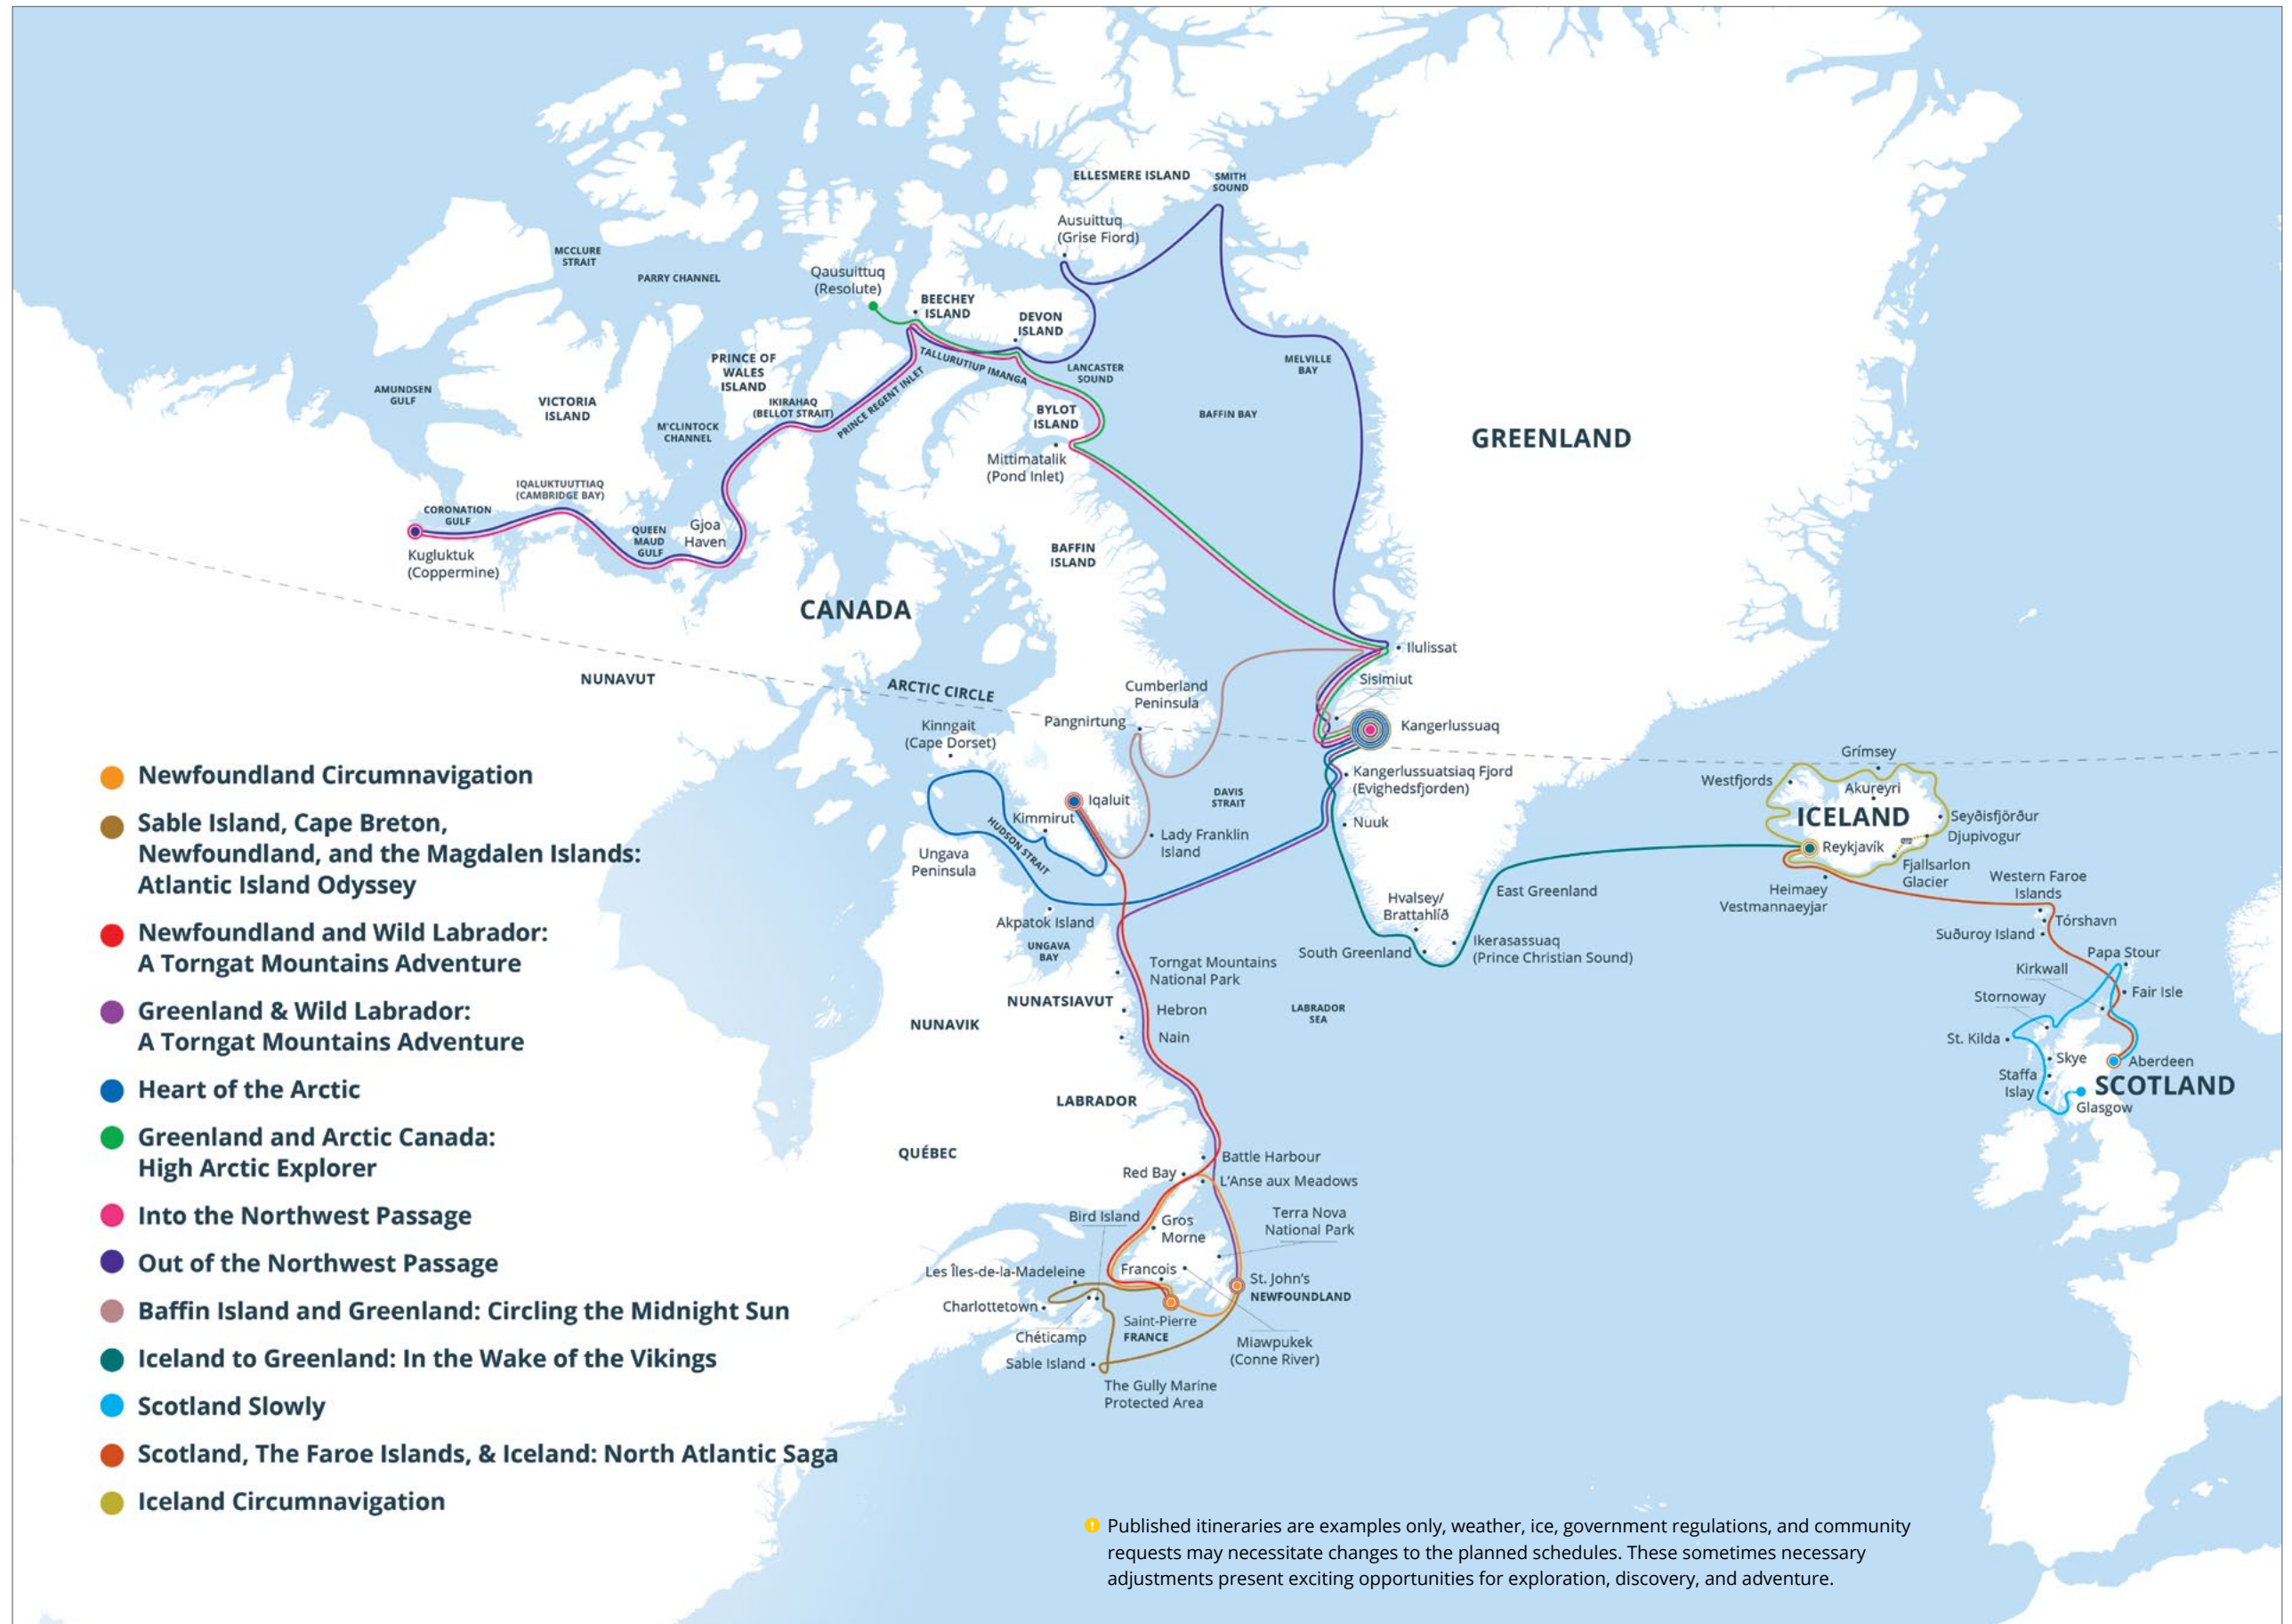 ELLESMERE ISLAND
SMITH
SOUND
Ausuittuq
(Grise Fiord)
MCCLURE
STRAIT
PARRY CHANNEL
Qausuittuq
(Resolute)
BEECHEY
ISLAND
DEVON
ISLAND
TALLURUTIUP IMANGA
LANCASTER
SOUND
PRINCE OF
WALES
ISLAND
MELVILLE
BAY
AMUNDSEN
GULF
VICTORIA
ISLAND
IKIRAHAQ
(BELLOT STRAIT)
PRINCE REGENT INLET
M'CLINTOCK
CHANNEL
BYLOT
ISLAND
BAFFIN BAY
GREENLAND
Mittimatalik
(Pond Inlet)
IQALUKTUUTTIAQ
(CAMBRIDGE BAY)
CORONATION
GULF
QUEEN
MAUD
GULF
Gjoa
Haven
Kugluktuk
(Coppermine)
BAFFIN
ISLAND
CANADA
Ilulissat
NUNAVUT
ARCTIC CIRCLE
Cumberland
Peninsula
Sisimiut
Pangnirtung
Kinngait
(Cape Dorset)
Kangerlussuaq
Kangerlussuatsiaq Fjord
(Evighedsfjorden)
Grímsey
Westfjords
Akureyri
ICELAND
Seyðisfjörður
Djupivogur
Reykjavík
Fjallsarlon
Glacier
Heimaey
Vestmannaeyjar
Western Faroe
Islands
Tórshavn
Suðuroy Island
Iqaluit
Kimmirut
DAVIS
STRAIT
Nuuk
HUDSON STRAIT
Lady Franklin
Island
Ungava
Peninsula
Hvalsey/
Brattahlíð
East Greenland
Akpatok Island
UNGAVA
BAY
South Greenland
Ikerasassuaq
(Prince Christian Sound)
Papa Stour
Kirkwall
Fair Isle
Stornoway
St. Kilda
Skye
Aberdeen
Staffa
Islay
SCOTLAND
Glasgow
Torngat Mountains
National Park
NUNATSIAVUT
Hebron
LABRADOR
SEA
NUNAVIK
Nain
LABRADOR
QUÉBEC
Battle Harbour
Red Bay
L'Anse aux Meadows
Bird Island
Gros
Morne
Terra Nova
National Park
Les Îles-de-la-Madeleine
Francois
St. John's
NEWFOUNDLAND
Charlottetown
Saint-Pierre
FRANCE
Chéticamp
Miawpukek
(Conne River)
Sable Island
The Gully Marine
Protected Area
Newfoundland Circumnavigation
Sable Island, Cape Breton,
Newfoundland, and the Magdalen Islands:
Atlantic Island Odyssey
Newfoundland and Wild Labrador:
A Torngat Mountains Adventure
Greenland & Wild Labrador:
A Torngat Mountains Adventure
Heart of the Arctic
Greenland and Arctic Canada:
High Arctic Explorer
Into the Northwest Passage
Out of the Northwest Passage
Baffin Island and Greenland: Circling the Midnight Sun
Iceland to Greenland: In the Wake of the Vikings
Scotland Slowly
Scotland, The Faroe Islands, & Iceland: North Atlantic Saga
Iceland Circumnavigation
Published itineraries are examples only, weather, ice, government regulations, and community
requests may necessitate changes to the planned schedules. These sometimes necessary
adjustments present exciting opportunities for exploration, discovery, and adventure.